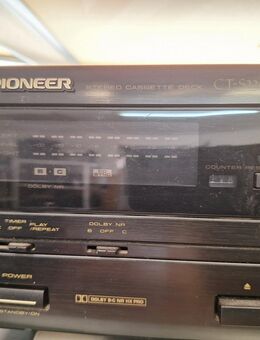 PIONEER STEREO CASSETTE DECK
B C
DOLBY NR
COUNTER RE
TIMER PLAY DOLBY NR
OFF /REPEAT B OFF C
POWER
STANDBY/ON
DOLBY B-C NR HX PRO